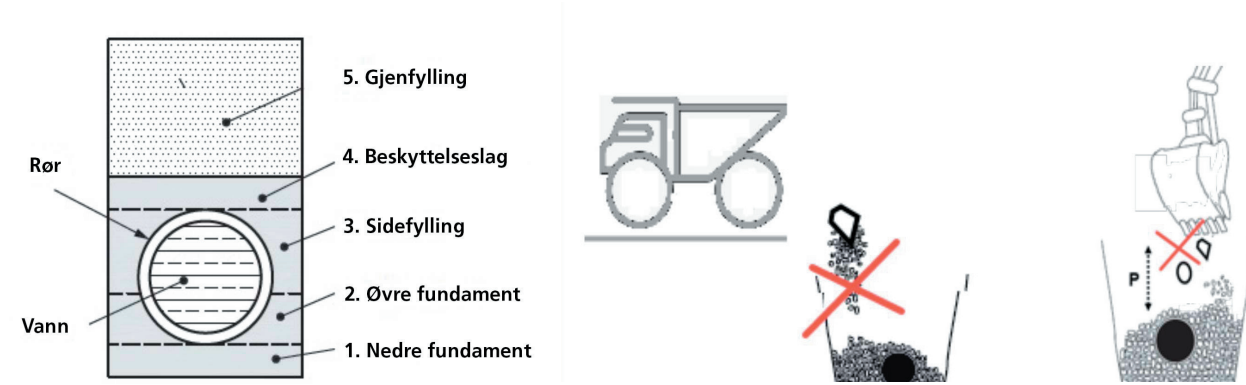 5. Gjenfylling
4. Beskyttelseslag
Rør
3. Sidefylling
2. Øvre fundament
Vann
1. Nedre fundament
P